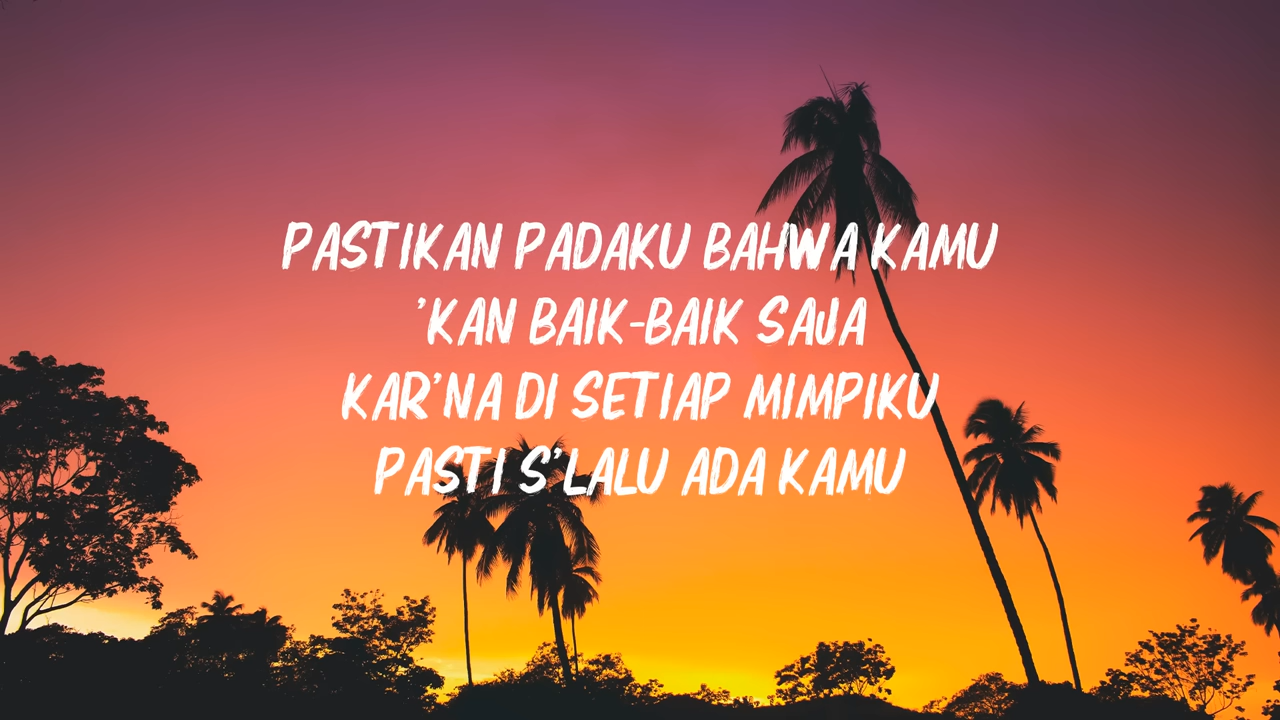 PASTIKAN PADAKU BAHWA KAMU
'KAN BAIK-BAIK SAJA
KAR'NA DI SETIAP MIMPIKU
PASTI S'LALU ADA KAMU